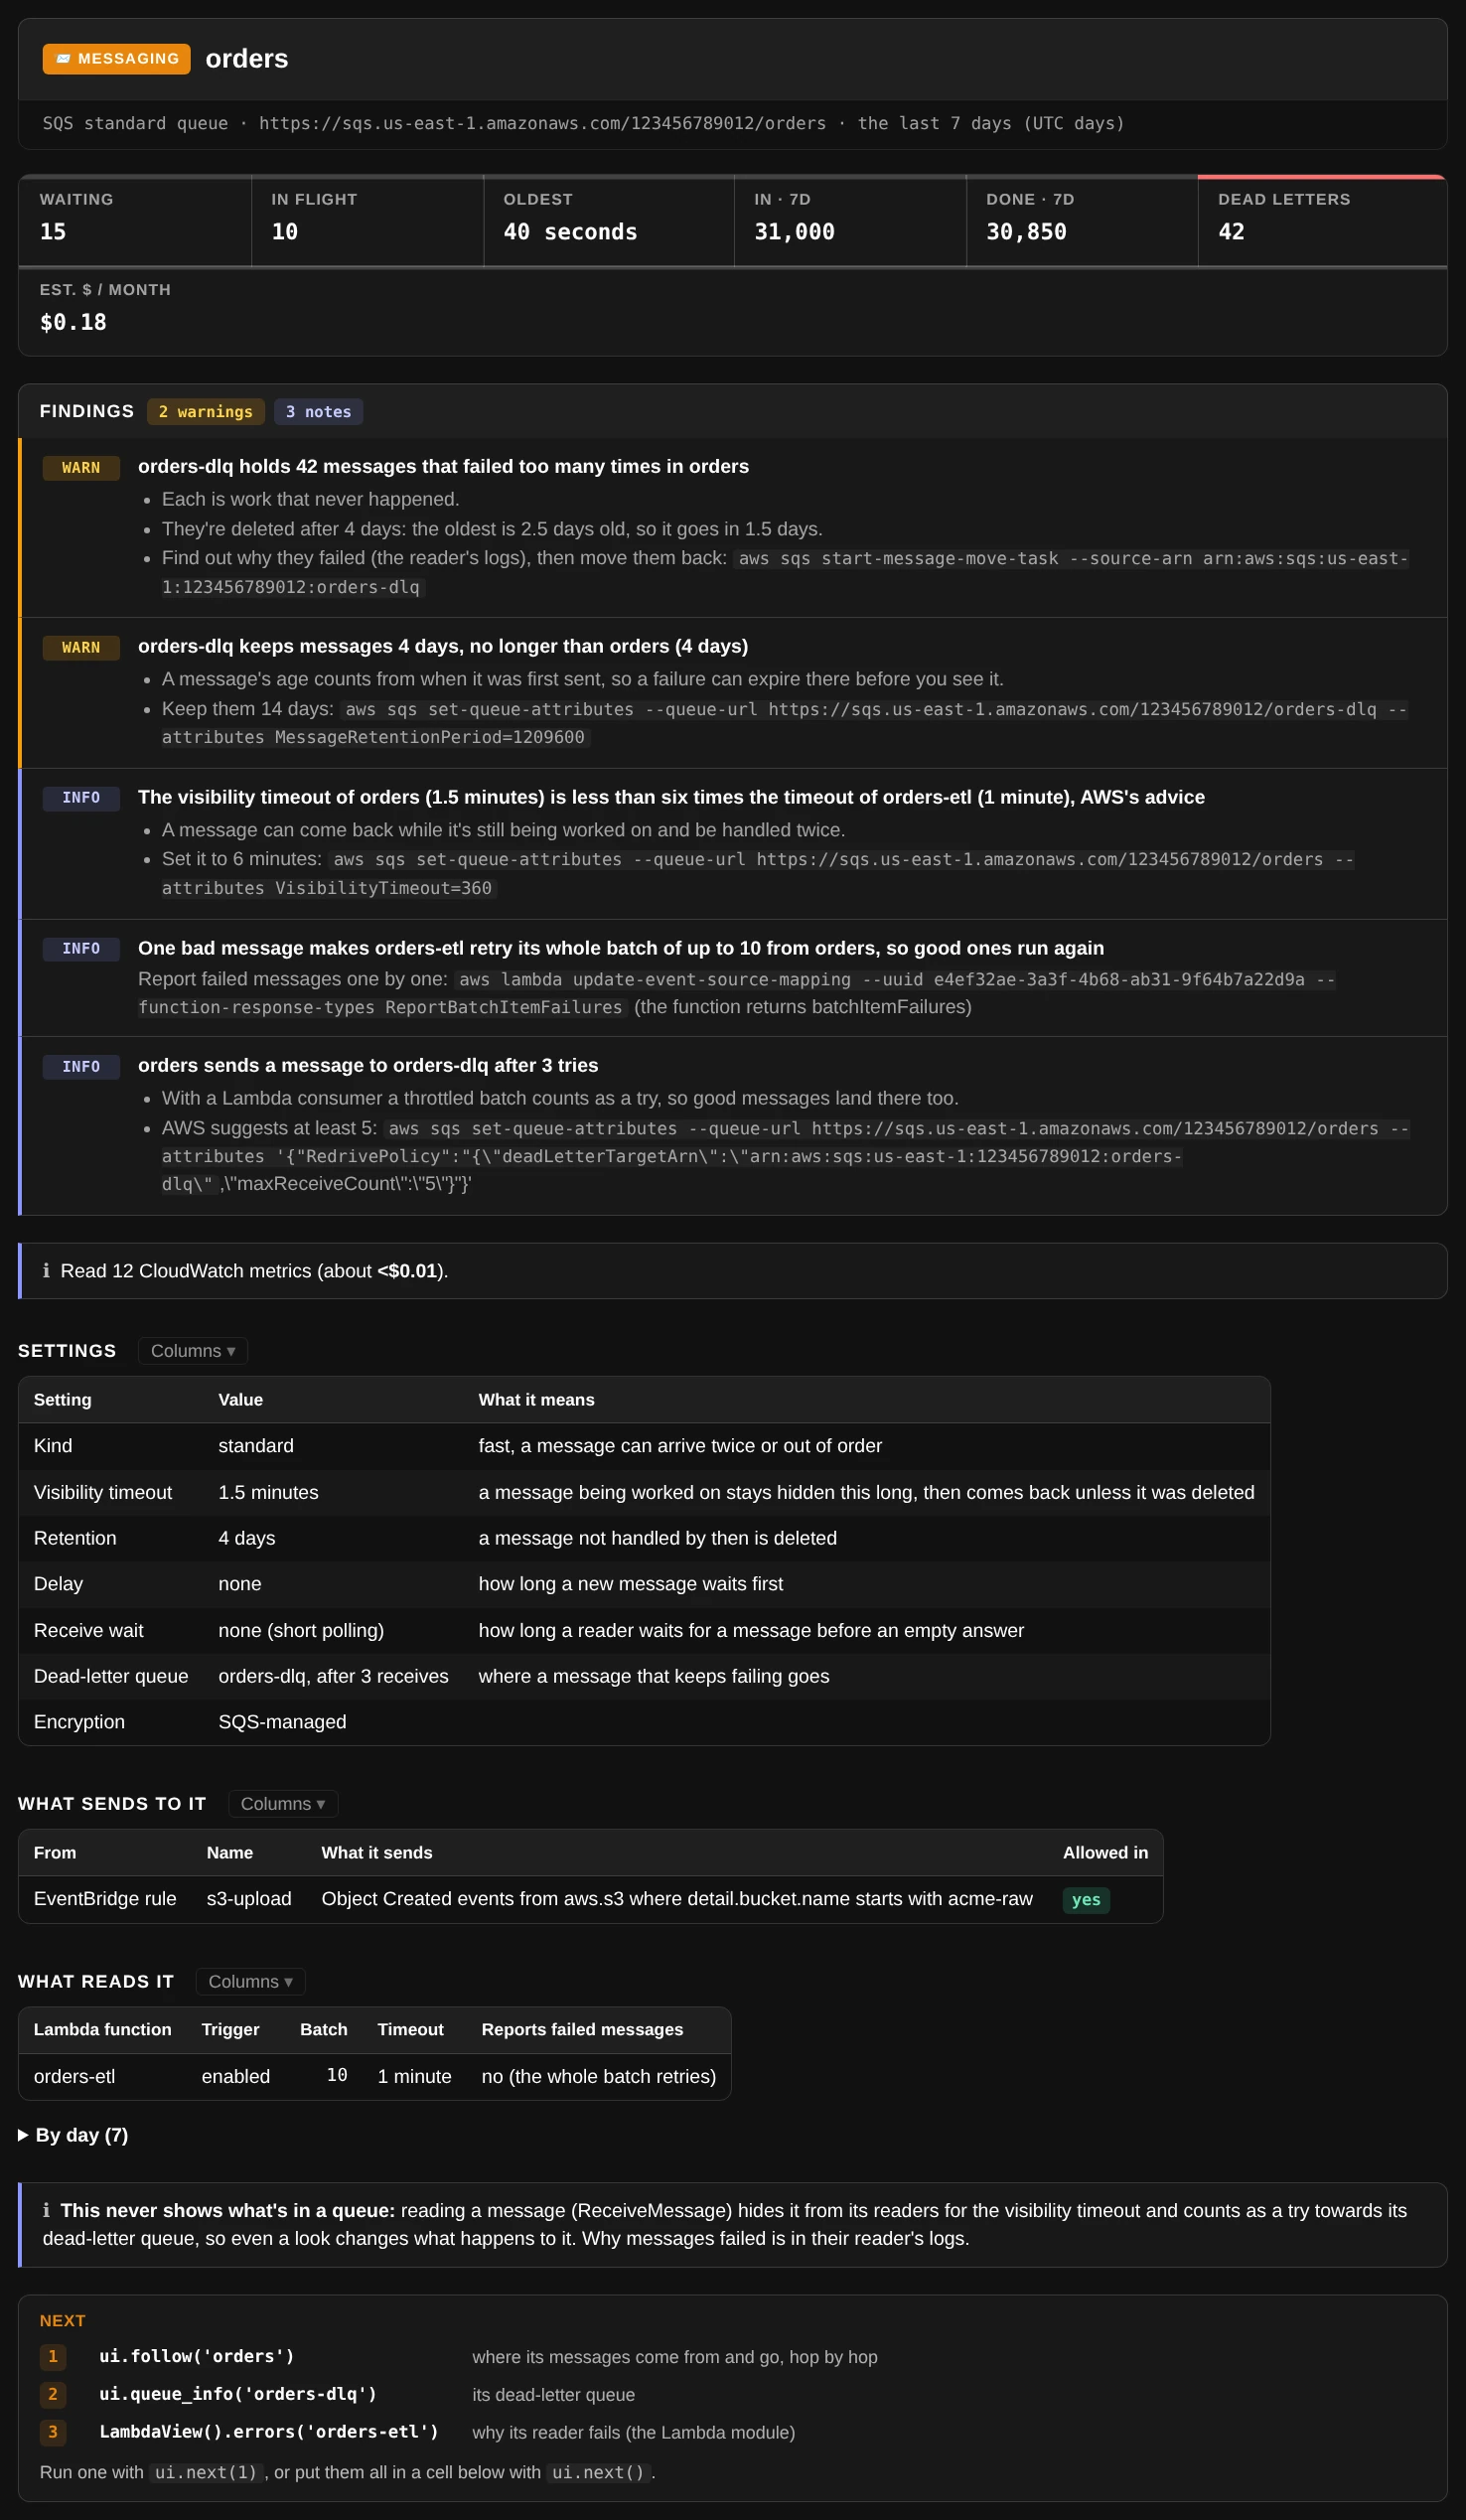 📨 MESSAGING orders
SQS standard queue · https://sqs.us-east-1.amazonaws.com/123456789012/orders · the last 7 days (UTC days)
WAITING
15
IN FLIGHT
10
OLDEST
40 seconds
IN · 7D
31,000
DONE · 7D
30,850
DEAD LETTERS
42
EST. $ / MONTH
$0.18
FINDINGS 2 warnings 3 notes
WARN orders-dlq holds 42 messages that failed too many times in orders
• Each is work that never happened.
• They're deleted after 4 days: the oldest is 2.5 days old, so it goes in 1.5 days.
• Find out why they failed (the reader's logs), then move them back: aws sqs start-message-move-task --source-arn arn:aws:sqs:us-east-
1:123456789012:orders-dlq
WARN orders-dlq keeps messages 4 days, no longer than orders (4 days)
• A message's age counts from when it was first sent, so a failure can expire there before you see it.
• Keep them 14 days: aws sqs set-queue-attributes --queue-url https://sqs.us-east-1.amazonaws.com/123456789012/orders-dlq --
attributes MessageRetentionPeriod=1209600
INFO The visibility timeout of orders (1.5 minutes) is less than six times the timeout of orders-etl (1 minute), AWS's advice
• A message can come back while it's still being worked on and be handled twice.
• Set it to 6 minutes: aws sqs set-queue-attributes --queue-url https://sqs.us-east-1.amazonaws.com/123456789012/orders --
attributes VisibilityTimeout=360
INFO One bad message makes orders-etl retry its whole batch of up to 10 from orders, so good ones run again
Report failed messages one by one: aws lambda update-event-source-mapping --uuid e4ef32ae-3a3f-4b68-ab31-9f64b7a22d9a --
function-response-types ReportBatchItemFailures (the function returns batchItemFailures)
INFO orders sends a message to orders-dlq after 3 tries
• With a Lambda consumer a throttled batch counts as a try, so good messages land there too.
• AWS suggests at least 5: aws sqs set-queue-attributes --queue-url https://sqs.us-east-1.amazonaws.com/123456789012/orders --
attributes '{"RedrivePolicy":"{\"deadLetterTargetArn\":\"arn:aws:sqs:us-east-1:123456789012:orders-
dlq\" ,\"maxReceiveCount\":\"5\"}"}'
ℹ Read 12 CloudWatch metrics (about <$0.01).
SETTINGS Columns ▾
Setting Value What it means
Kind standard fast, a message can arrive twice or out of order
Visibility timeout 1.5 minutes a message being worked on stays hidden this long, then comes back unless it was deleted
Retention 4 days a message not handled by then is deleted
Delay none how long a new message waits first
Receive wait none (short polling) how long a reader waits for a message before an empty answer
Dead-letter queue orders-dlq, after 3 receives where a message that keeps failing goes
Encryption SQS-managed
WHAT SENDS TO IT Columns ▾
From Name What it sends Allowed in
EventBridge rule s3-upload Object Created events from aws.s3 where detail.bucket.name starts with acme-raw yes
WHAT READS IT Columns ▾
Lambda function Trigger Batch Timeout Reports failed messages
orders-etl enabled 10 1 minute no (the whole batch retries)
▶ By day (7)
ℹ This never shows what's in a queue: reading a message (ReceiveMessage) hides it from its readers for the visibility timeout and counts as a try towards its
dead-letter queue, so even a look changes what happens to it. Why messages failed is in their reader's logs.
NEXT
1 ui.follow('orders') where its messages come from and go, hop by hop
2 ui.queue_info('orders-dlq') its dead-letter queue
3 LambdaView().errors('orders-etl') why its reader fails (the Lambda module)
Run one with ui.next(1), or put them all in a cell below with ui.next().